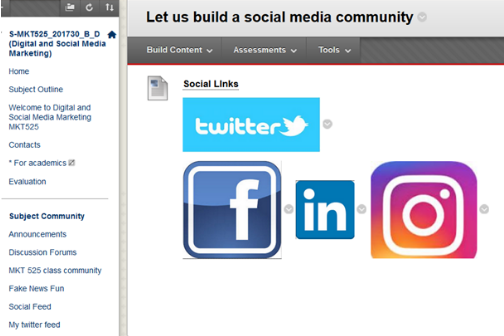 Let us build a social media community
S-MKT525_201730_B_D
(Digital and Social Media
Marketing)
Home
Subject Outline
Welcome to Digital and
Social Media Marketing
MKT525
Contacts
* For academics
Evaluation
Subject Community
Announcements
Discussion Forums
MKT 525 class community
Fake News Fun
Social Feed
My twitter feed
Build Content
Assessments
Tools
Social Links
twitter
f
in